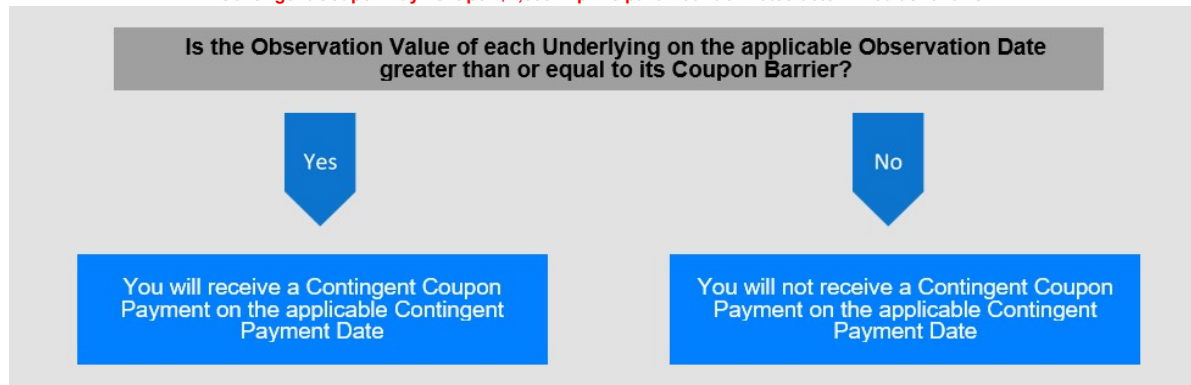 Is the Observation Value of each Underlying on the applicable Observation Date
greater than or equal to its Coupon Barrier?
Yes
No
You will receive a Contingent Coupon
Payment on the applicable Contingent
Payment Date
You will not receive a Contingent Coupon
Payment on the applicable Contingent
Payment Date